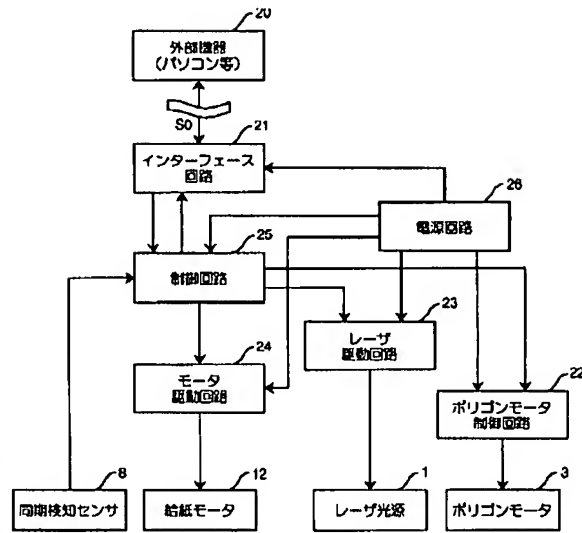 20
外部機器
(パソコン等)
S0
21
インターフェース
回路
26
電源回路
25
制御回路
23
レーザ
駆動回路
24
モータ
駆動回路
22
ポリゴンモータ
制御回路
8
同期検知センサ
12
給紙モータ
1
レーザ光源
3
ポリゴンモータ